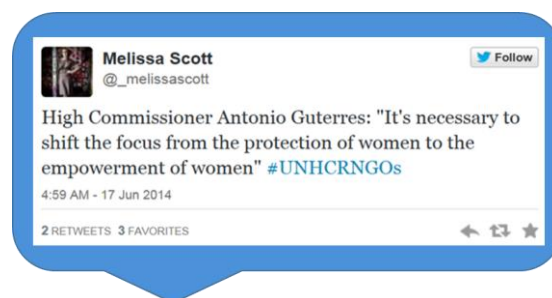 Melissa Scott
@_melissascott
Follow
High Commissioner Antonio Guterres: "It's necessary to
shift the focus from the protection of women to the
empowerment of women" #UNHCRNGOs
4:59 AM - 17 Jun 2014
2 RETWEETS 3 FAVORITES